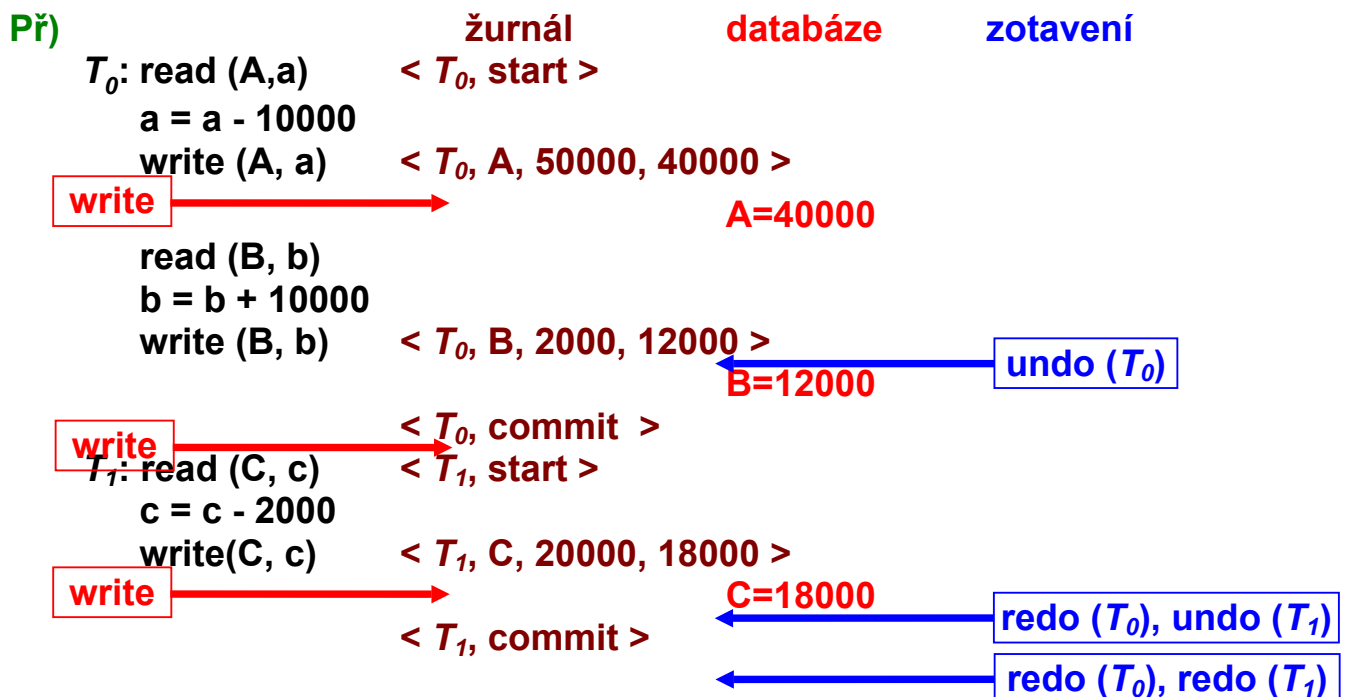 Př) žurnál databáze zotavení
T0: read (A,a) < T0, start >
a = a - 10000
write (A, a) < T0, A, 50000, 40000 >
write
A=40000
read (B, b)
b = b + 10000
write (B, b) < T0, B, 2000, 12000 >
undo (T0)
B=12000
< T0, commit >
write
T1: read (C, c) < T1, start >
c = c - 2000
write(C, c) < T1, C, 20000, 18000 >
write C=18000
redo (T0), undo (T1)
< T1, commit >
redo (T0), redo (T1)